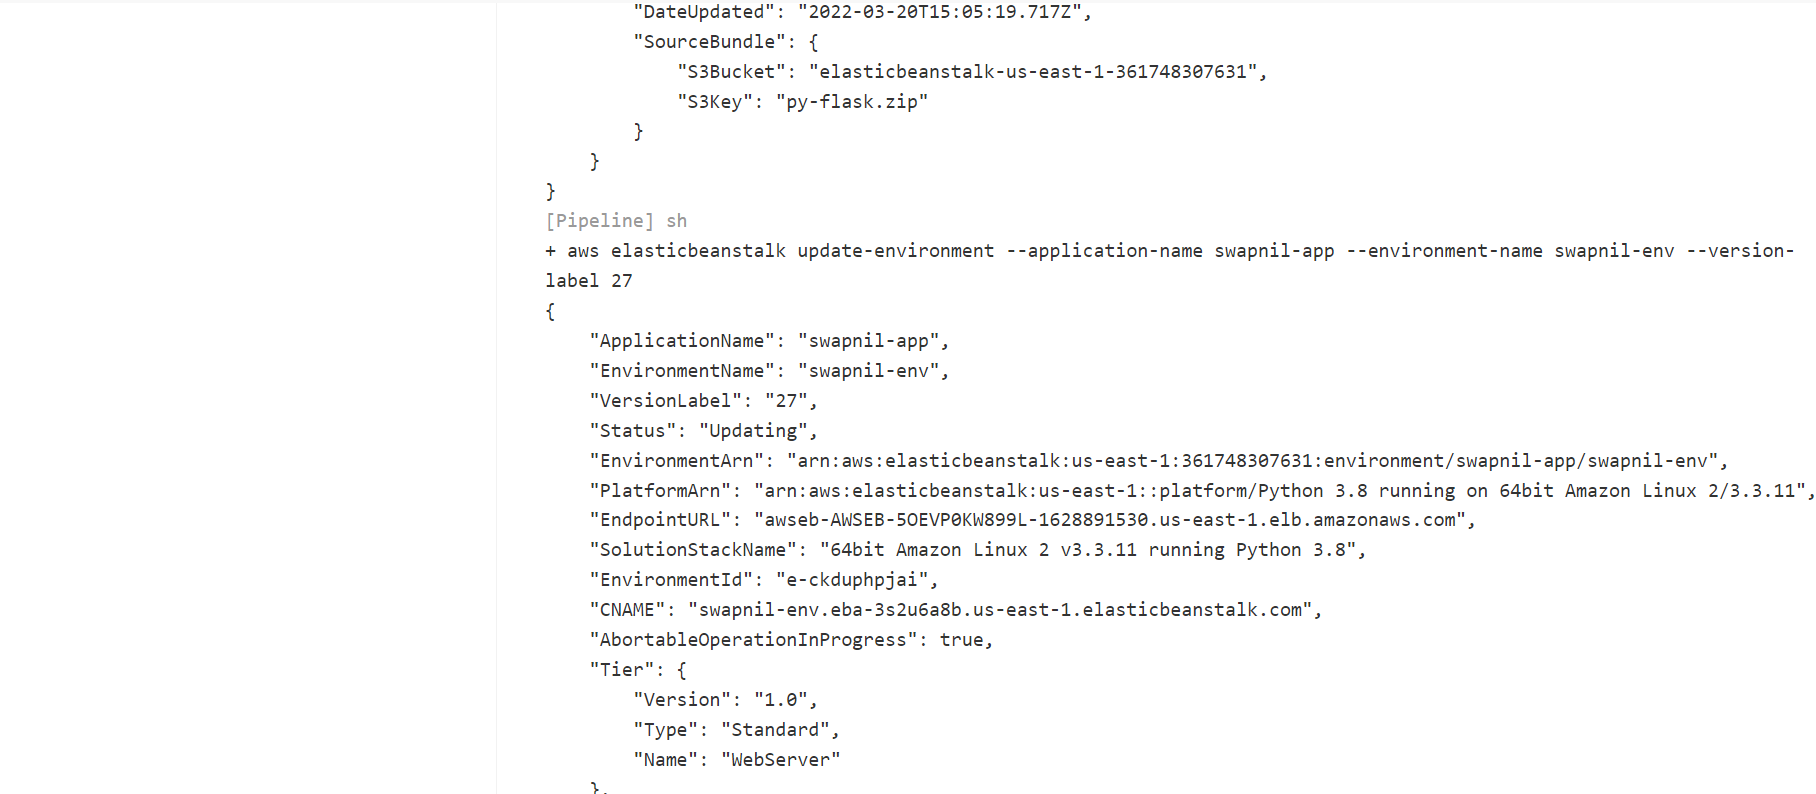 "DateUpdated": "2022-03-20T15:05:19.717Z",
"SourceBundle": {
"S3Bucket": "elasticbeanstalk-us-east-1-361748307631",
"S3Key": "py-flask.zip"
}
}
}
[Pipeline] sh
+ aws elasticbeanstalk update-environment --application-name swapnil-app --environment-name swapnil-env --version-
label 27
{
"ApplicationName": "swapnil-app",
"EnvironmentName": "swapnil-env",
"VersionLabel": "27",
"Status": "Updating",
"EnvironmentArn": "arn:aws:elasticbeanstalk:us-east-1:361748307631:environment/swapnil-app/swapnil-env",
"PlatformArn": "arn:aws:elasticbeanstalk:us-east-1::platform/Python 3.8 running on 64bit Amazon Linux 2/3.3.11",
"EndpointURL": "awseb-AWSEB-5OEVP0KW899L-1628891530.us-east-1.elb.amazonaws.com",
"SolutionStackName": "64bit Amazon Linux 2 v3.3.11 running Python 3.8",
"EnvironmentId": "e-ckduphpjai",
"CNAME": "swapnil-env.eba-3s2u6a8b.us-east-1.elasticbeanstalk.com",
"AbortableOperationInProgress": true,
"Tier": {
"Version": "1.0",
"Type": "Standard",
"Name": "WebServer"
},